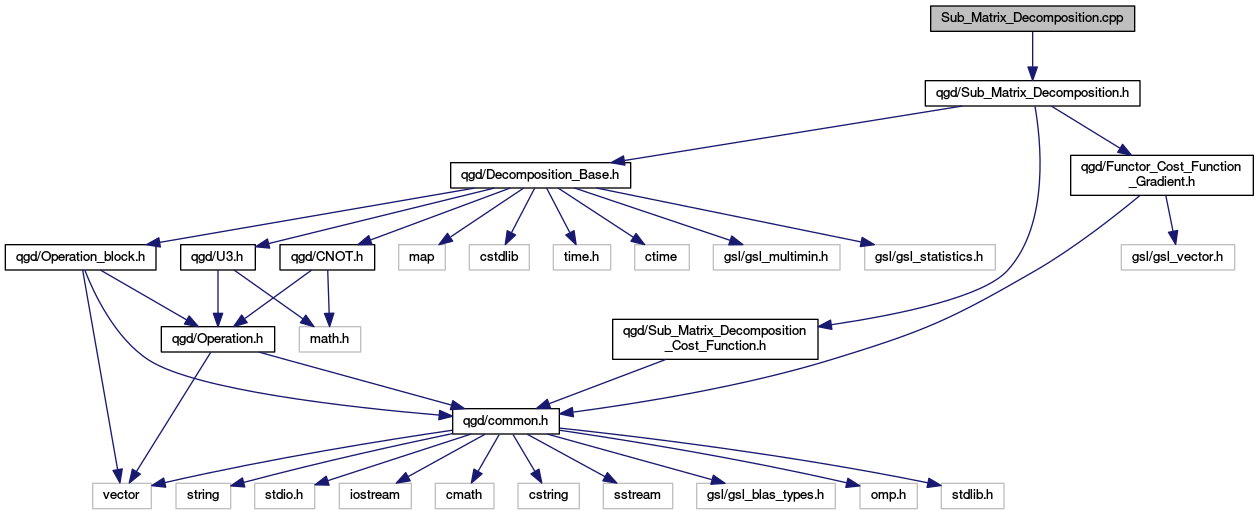 Sub_Matrix_Decomposition.cpp
qgd/Sub_Matrix_Decomposition.h
qgd/Decomposition_Base.h
qgd/Functor_Cost_Function
_Gradient.h
qgd/Operation_block.h
qgd/U3.h
qgd/CNOT.h
map
cstdlib
time.h
ctime
gsl/gsl_multimin.h
gsl/gsl_statistics.h
gsl/gsl_vector.h
qgd/Operation.h
math.h
qgd/Sub_Matrix_Decomposition
_Cost_Function.h
qgd/common.h
vector
string
stdio.h
iostream
cmath
cstring
sstream
gsl/gsl_blas_types.h
omp.h
stdlib.h